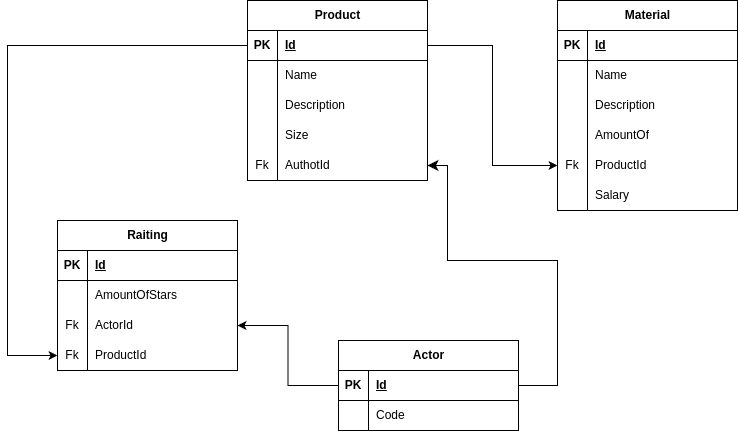 Product
PK Id
Name
Description
Size
Fk AuthotId
Material
PK Id
Name
Description
AmountOf
Fk ProductId
Salary
Raiting
PK Id
AmountOfStars
Fk ActorId
Fk ProductId
Actor
PK Id
Code